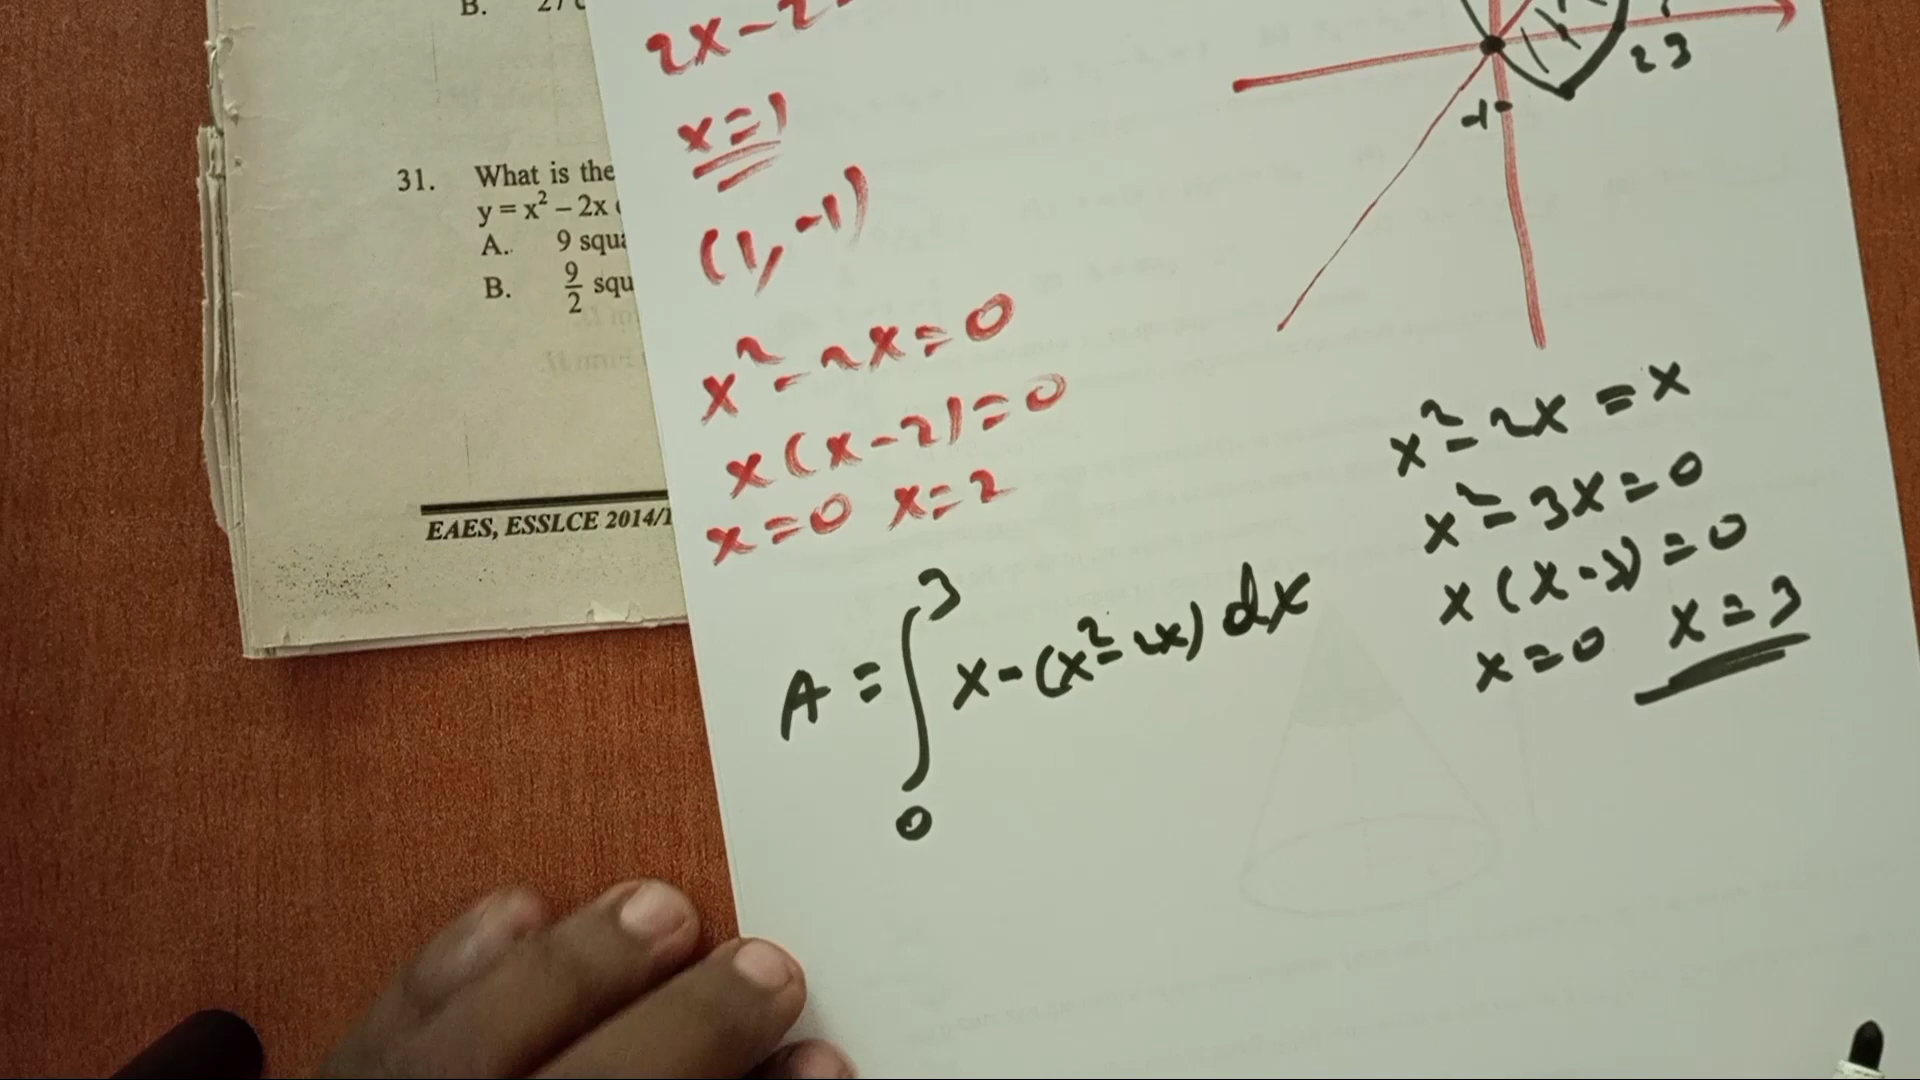 B. 27
31. What is the
y = x² – 2x
A. 9 squa
B. 9/2 squ
EAES, ESSLCE 2014/1
2x-2
x=1
(1,-1)
x²-2x=0
x(x-2)=0
x=0 x=2
A = ∫₀³ x-(x²-2x) dx
2 3
-1
x²-2x=x
x²-3x=0
x(x-3)=0
x=0 x=3